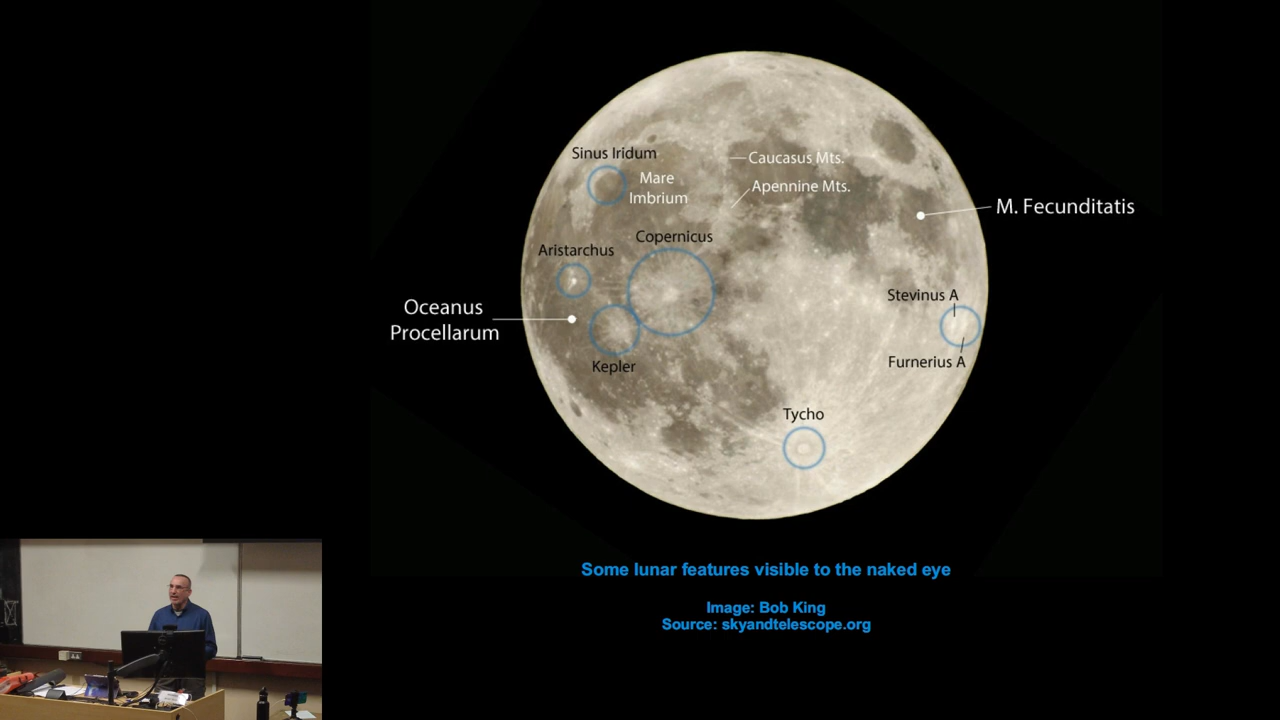 Sinus Iridum
Mare
Imbrium
Caucasus Mts.
Apennine Mts.
M. Fecunditatis
Copernicus
Aristarchus
Oceanus
Procellarum
Stevinus A
Kepler
Furnerius A
Tycho
Some lunar features visible to the naked eye
Image: Bob King
Source: skyandtelescope.org